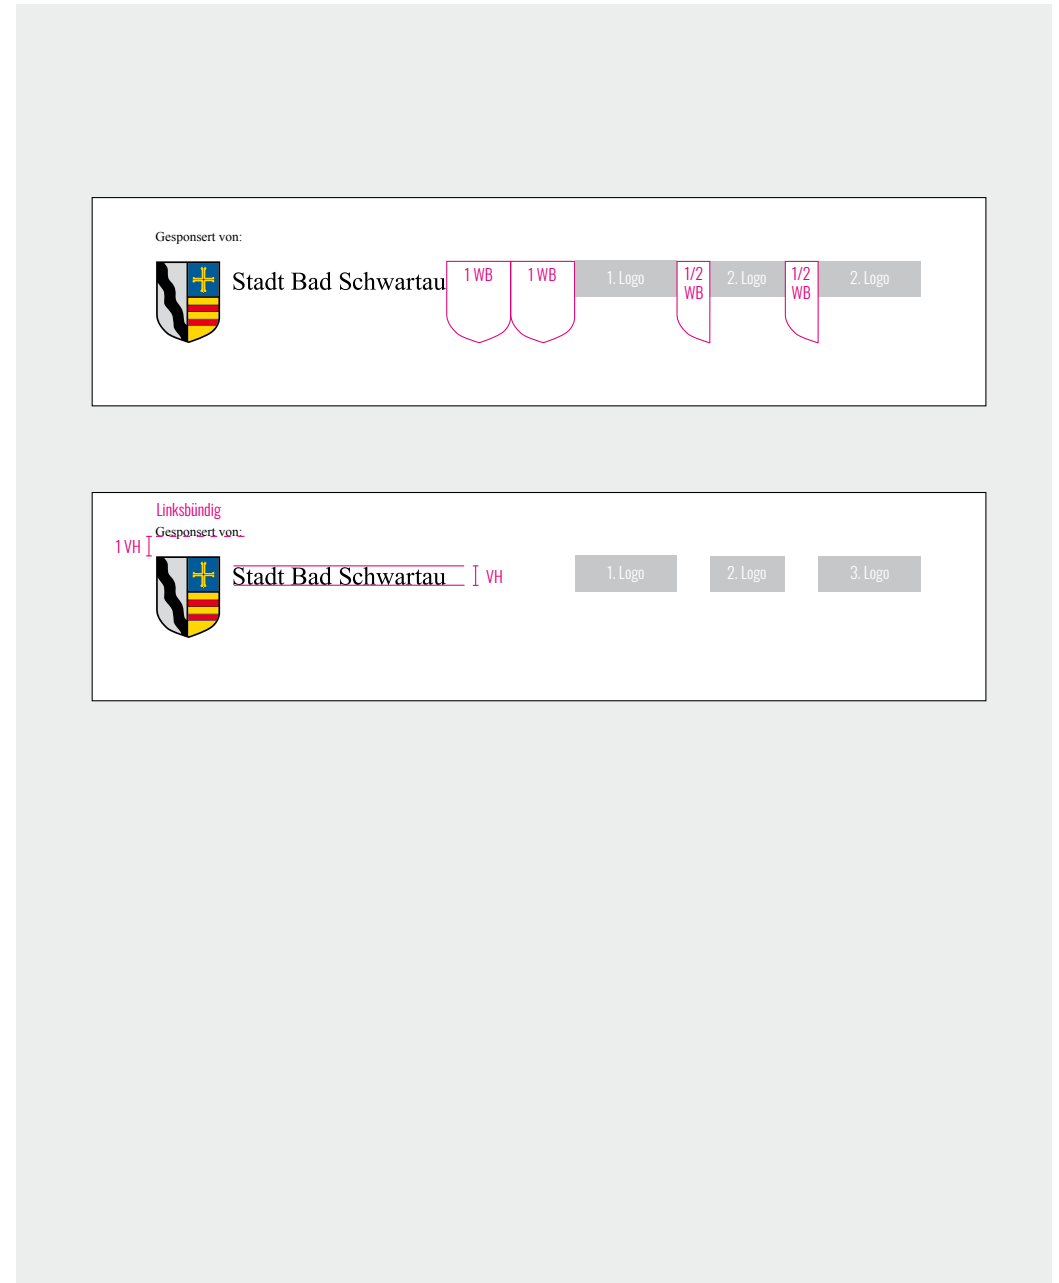 Gesponsert von:
Stadt Bad Schwartau
1 WB
1 WB
1. Logo
1/2
WB
2. Logo
1/2
WB
2. Logo
Linksbündig
Gesponsert von:
1 VH
Stadt Bad Schwartau
VH
1. Logo
2. Logo
3. Logo